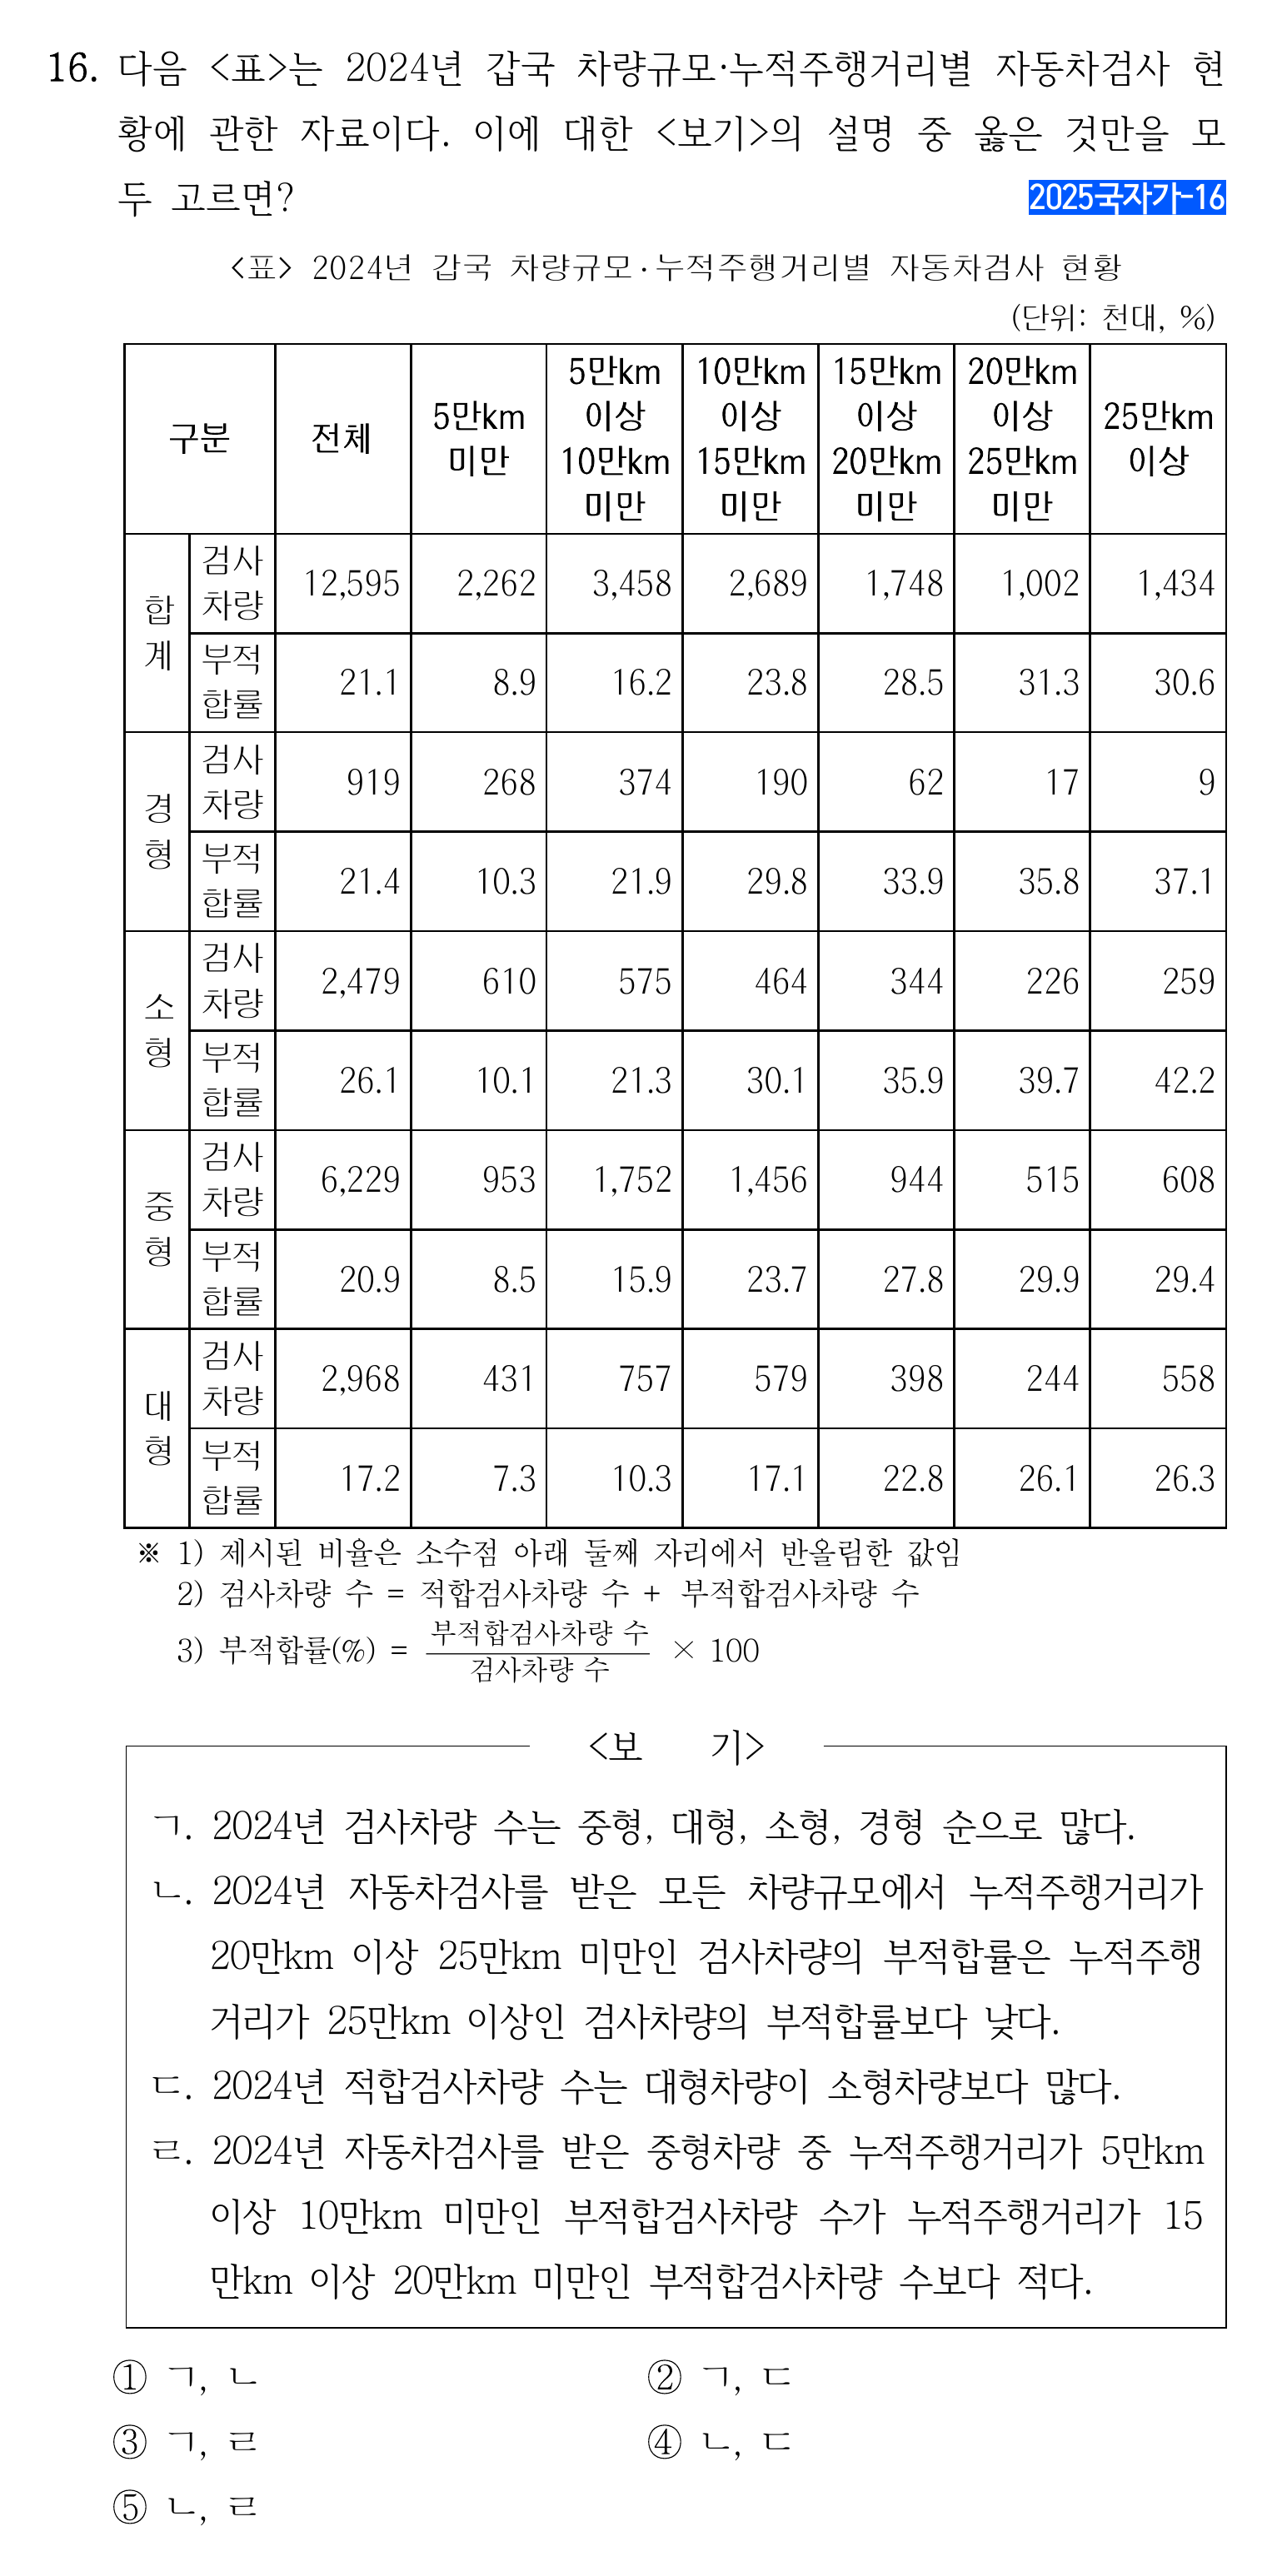 16. 다음 <표>는 2024년 갑국 차량규모·누적주행거리별 자동차검사 현
황에 관한 자료이다. 이에 대한 <보기>의 설명 중 옳은 것만을 모
두 고르면?
2025국자가-16
<표> 2024년 갑국 차량규모·누적주행거리별 자동차검사 현황
(단위: 천대, %)
구분 전체 5만km 미만 5만km 이상 10만km 미만 10만km 이상 15만km 미만 15만km 이상 20만km 미만 20만km 이상 25만km 미만 25만km 이상
합계 검사차량 12,595 2,262 3,458 2,689 1,748 1,002 1,434
부적합률 21.1 8.9 16.2 23.8 28.5 31.3 30.6
경형 검사차량 919 268 374 190 62 17 9
부적합률 21.4 10.3 21.9 29.8 33.9 35.8 37.1
소형 검사차량 2,479 610 575 464 344 226 259
부적합률 26.1 10.1 21.3 30.1 35.9 39.7 42.2
중형 검사차량 6,229 953 1,752 1,456 944 515 608
부적합률 20.9 8.5 15.9 23.7 27.8 29.9 29.4
대형 검사차량 2,968 431 757 579 398 244 558
부적합률 17.2 7.3 10.3 17.1 22.8 26.1 26.3
※ 1) 제시된 비율은 소수점 아래 둘째 자리에서 반올림한 값임
2) 검사차량 수 = 적합검사차량 수 + 부적합검사차량 수
3) 부적합률(%) = 부적합검사차량 수 / 검사차량 수 × 100
<보 기>
ㄱ. 2024년 검사차량 수는 중형, 대형, 소형, 경형 순으로 많다.
ㄴ. 2024년 자동차검사를 받은 모든 차량규모에서 누적주행거리가
20만km 이상 25만km 미만인 검사차량의 부적합률은 누적주행
거리가 25만km 이상인 검사차량의 부적합률보다 낮다.
ㄷ. 2024년 적합검사차량 수는 대형차량이 소형차량보다 많다.
ㄹ. 2024년 자동차검사를 받은 중형차량 중 누적주행거리가 5만km
이상 10만km 미만인 부적합검사차량 수가 누적주행거리가 15
만km 이상 20만km 미만인 부적합검사차량 수보다 적다.
① ㄱ, ㄴ ② ㄱ, ㄷ
③ ㄱ, ㄹ ④ ㄴ, ㄷ
⑤ ㄴ, ㄹ